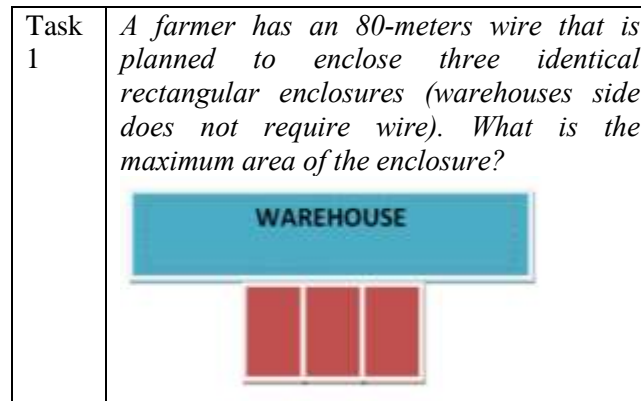 Task 1
A farmer has an 80-meters wire that is
planned to enclose three identical
rectangular enclosures (warehouses side
does not require wire). What is the
maximum area of the enclosure?
WAREHOUSE